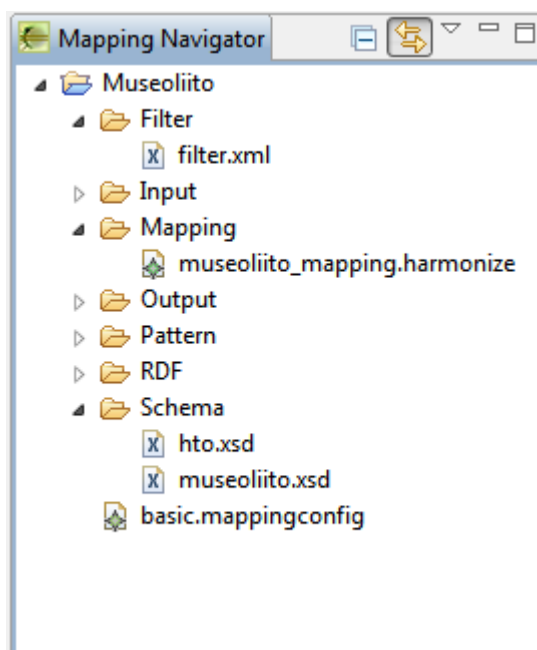 Mapping Navigator
Museoliito
Filter
filter.xml
Input
Mapping
museoliito_mapping.harmonize
Output
Pattern
RDF
Schema
hto.xsd
museoliito.xsd
basic.mappingconfig